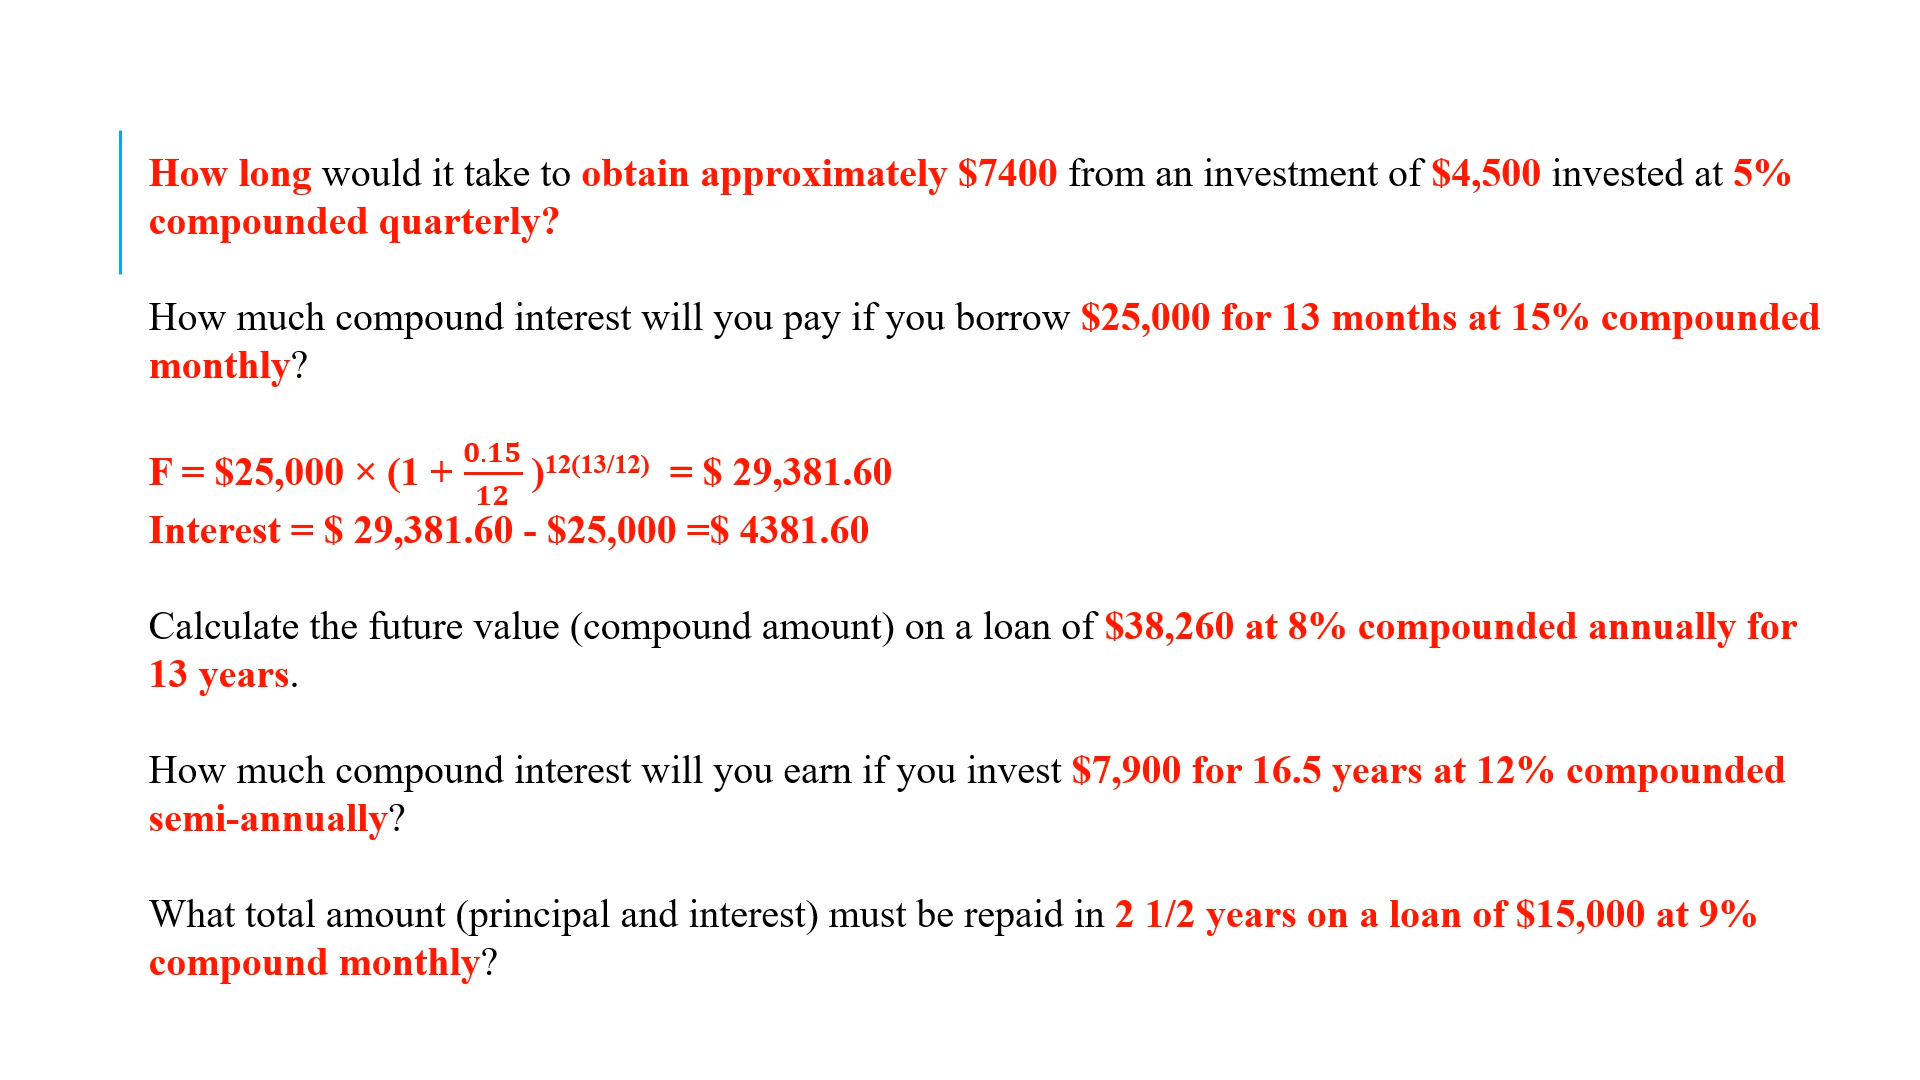 How long would it take to obtain approximately $7400 from an investment of $4,500 invested at 5%
compounded quarterly?
How much compound interest will you pay if you borrow $25,000 for 13 months at 15% compounded
monthly?
F = $25,000 × (1 + 0.15/12 )^12(13/12) = $ 29,381.60
Interest = $ 29,381.60 - $25,000 =$ 4381.60
Calculate the future value (compound amount) on a loan of $38,260 at 8% compounded annually for
13 years.
How much compound interest will you earn if you invest $7,900 for 16.5 years at 12% compounded
semi-annually?
What total amount (principal and interest) must be repaid in 2 1/2 years on a loan of $15,000 at 9%
compound monthly?